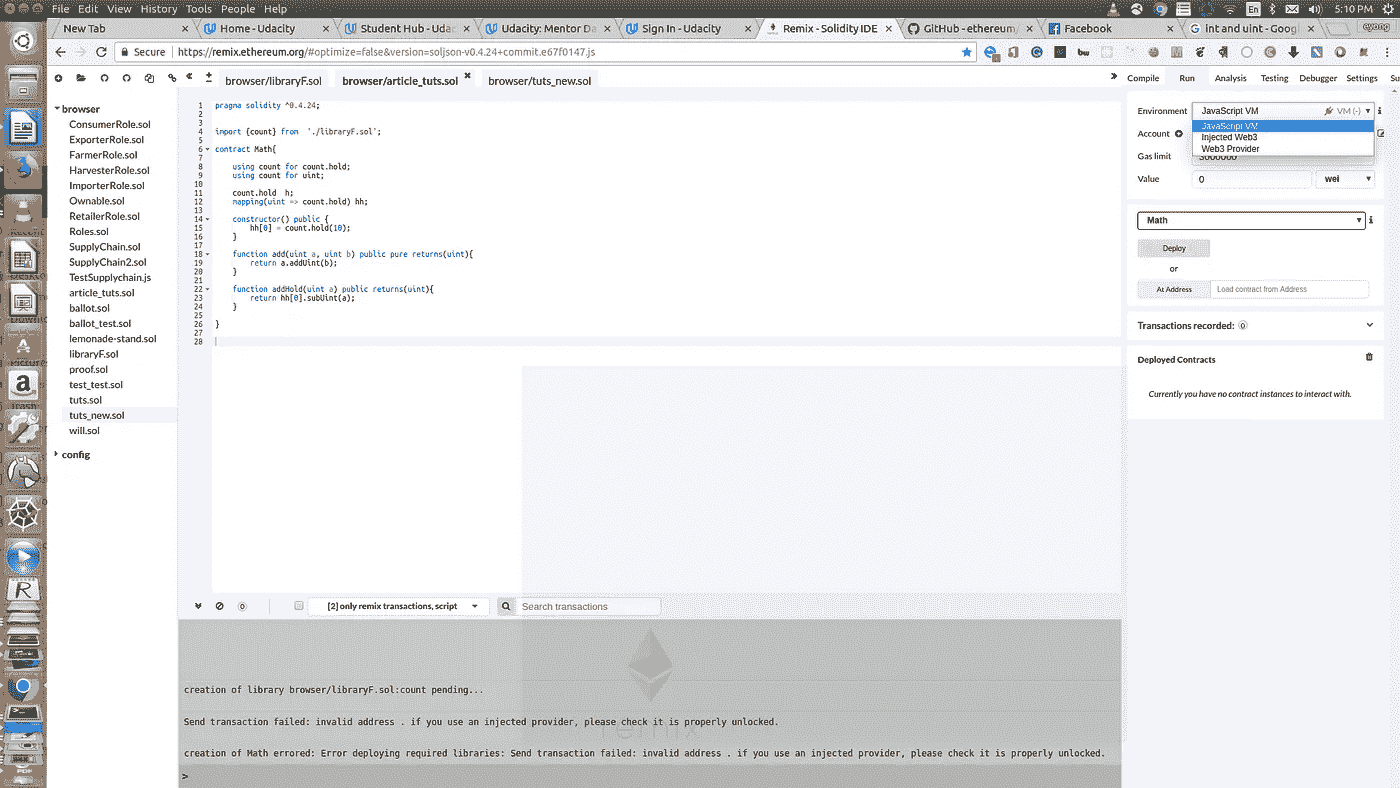 File Edit View History Tools People Help
En 5:10 PM
New Tab
Home - Udacity
Student Hub - Udac
Udacity: Mentor Da
Sign In - Udacity
Remix - Solidity IDE
GitHub - ethereum/
Facebook
int and uint - Goog
eyong
Secure https://remix.ethereum.org/#optimize=false&version=soljson-v0.4.24+commit.e67f0147.js
browser/libraryF.sol browser/article_tuts.sol browser/tuts_new.sol
Compile Run Analysis Testing Debugger Settings Su
browser
ConsumerRole.sol
ExporterRole.sol
FarmerRole.sol
HarvesterRole.sol
ImporterRole.sol
Ownable.sol
RetailerRole.sol
Roles.sol
SupplyChain.sol
SupplyChain2.sol
TestSupplychain.js
article_tuts.sol
ballot.sol
ballot_test.sol
lemonade-stand.sol
libraryF.sol
proof.sol
test_test.sol
tuts.sol
tuts_new.sol
will.sol
config
1 pragma solidity ^0.4.24;
2
3
4 import {count} from './libraryF.sol';
5
6 contract Math{
7
8 using count for count.hold;
9 using count for uint;
10
11 count.hold h;
12 mapping(uint => count.hold) hh;
13
14 constructor() public {
15 hh[0] = count.hold(10);
16 }
17
18 function add(uint a, uint b) public pure returns(uint){
19 return a.addUint(b);
20 }
21
22 function addHold(uint a) public returns(uint){
23 return hh[0].subUint(a);
24 }
25
26 }
27
28
Environment JavaScript VM VM (-)
JavaScript VM
Injected Web3
Web3 Provider
Account
Gas limit 3000000
Value 0 wei
Math
Deploy
or
At Address Load contract from Address
Transactions recorded: 0
Deployed Contracts
Currently you have no contract instances to interact with.
0 [2] only remix transactions, script Search transactions
remix
creation of library browser/libraryF.sol:count pending...
Send transaction failed: invalid address . if you use an injected provider, please check it is properly unlocked.
creation of Math errored: Error deploying required libraries: Send transaction failed: invalid address . if you use an injected provider, please check it is properly unlocked.
>